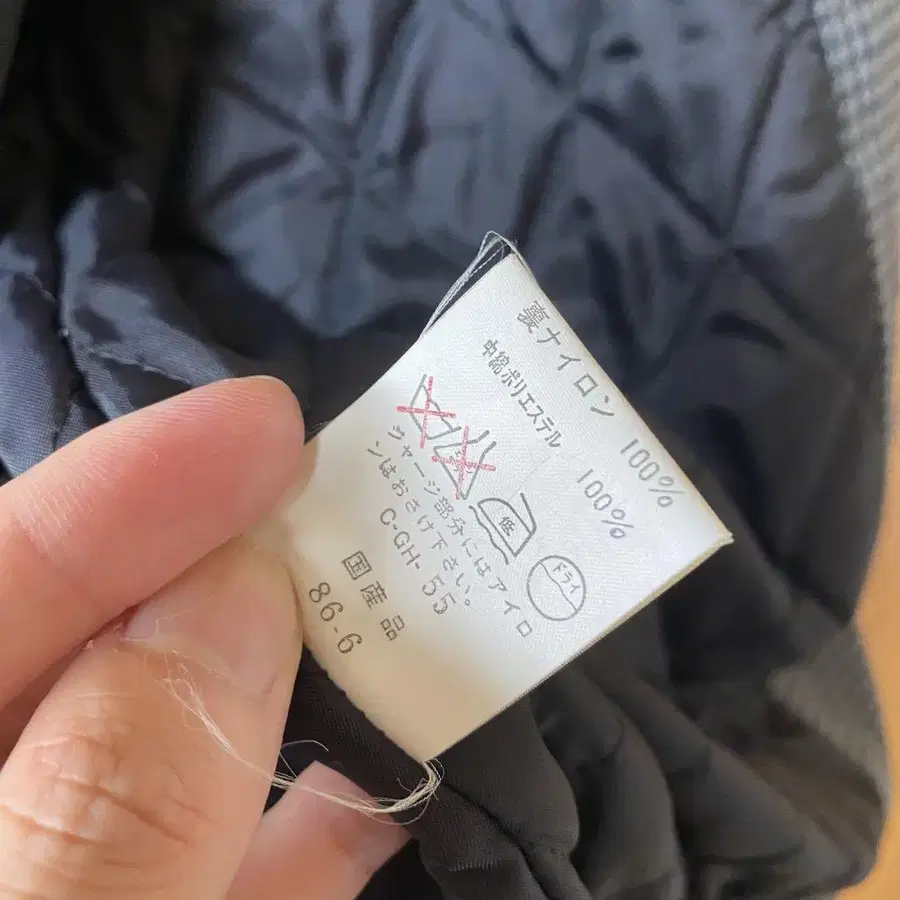 裏ナイロン 100%
中綿ポリエステル 100%
低
ドライ
ジャージ部分にはアイロ
ンはおさけ下さい。
C-GH-55
国産品
86-6